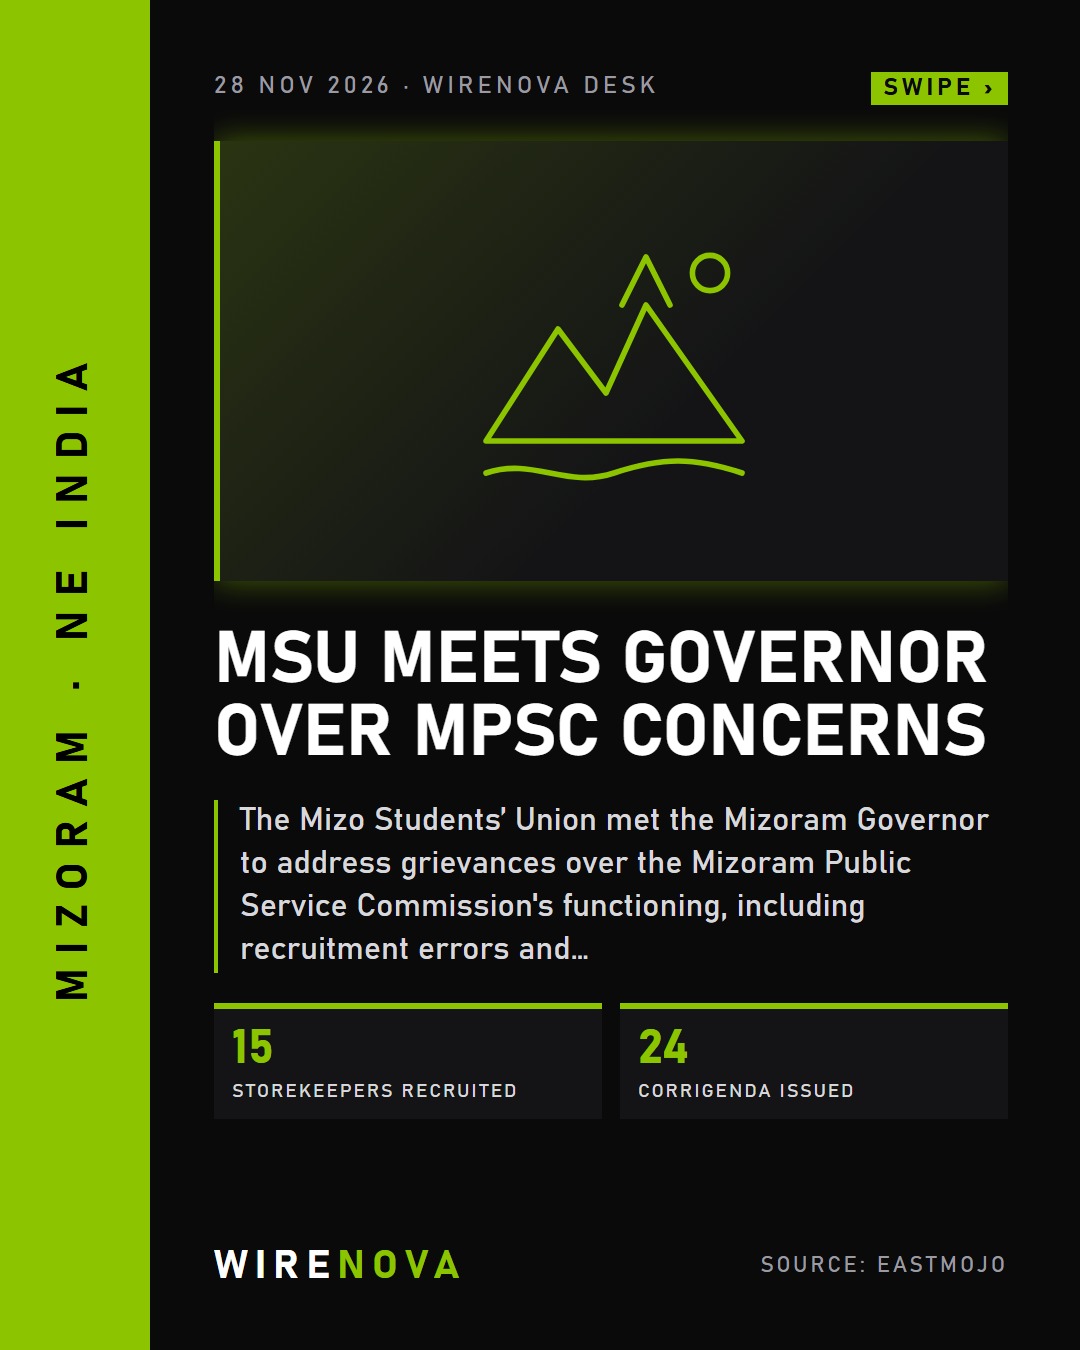 MIZORAM · NE INDIA
28 NOV 2026 · WIRENOVA DESK
SWIPE ›
MSU MEETS GOVERNOR
OVER MPSC CONCERNS
The Mizo Students’ Union met the Mizoram Governor
to address grievances over the Mizoram Public
Service Commission's functioning, including
recruitment errors and…
15
STOREKEEPERS RECRUITED
24
CORRIGENDA ISSUED
WIRENOVA
SOURCE: EASTMOJO